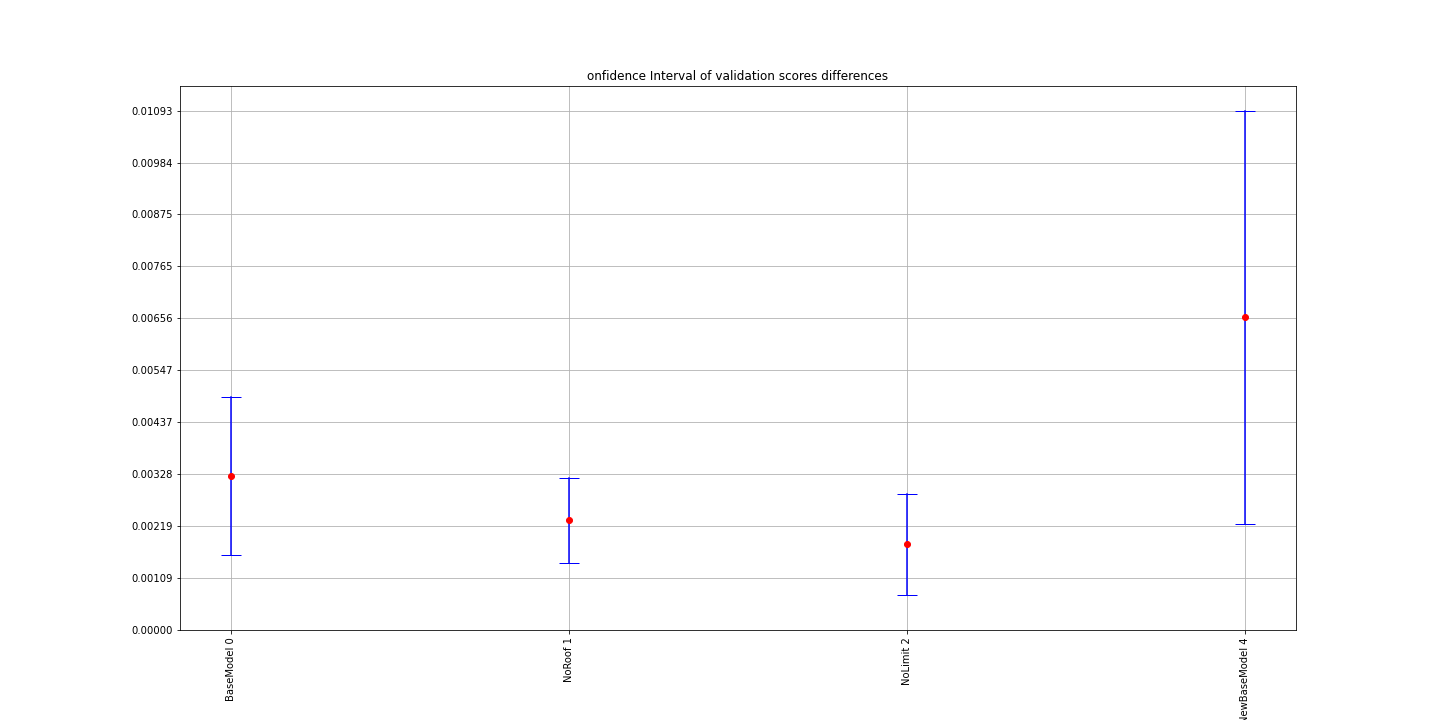 onfidence Interval of validation scores differences
0.01093
0.00984
0.00875
0.00765
0.00656
0.00547
0.00437
0.00328
0.00219
0.00109
0.00000
BaseModel 0
NoRoof 1
NoLimit 2
NewBaseModel 4